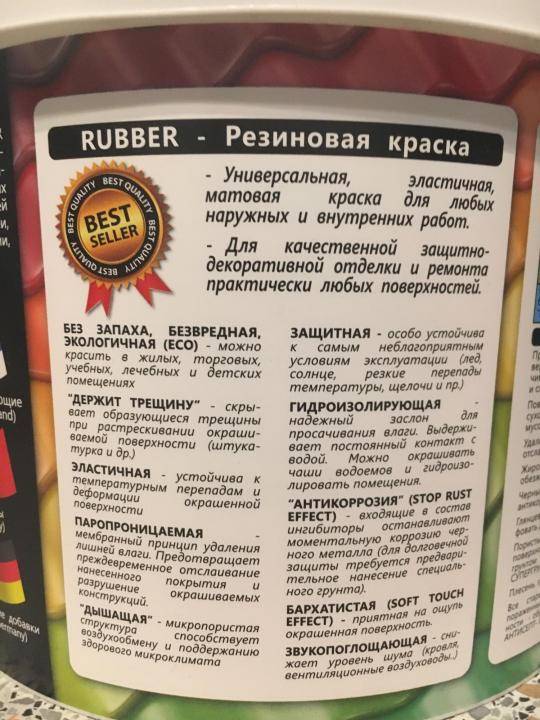 RUBBER - Резиновая краска
BEST QUALITY
BEST QUALITY
BEST QUALITY
BEST QUALITY
BEST
SELLER
- Универсальная, эластичная,
матовая краска для любых
наружных и внутренних работ.
- Для качественной защитно-
декоративной отделки и ремонта
практически любых поверхностей.
БЕЗ ЗАПАХА, БЕЗВРЕДНАЯ,
ЭКОЛОГИЧНАЯ (ECO) - можно
красить в жилых, торговых,
учебных, лечебных и детских
помещениях
"ДЕРЖИТ ТРЕЩИНУ" - скры-
вает образующиеся трещины
при растрескивании окраши-
ваемой поверхности (штука-
турка и др.)
ЭЛАСТИЧНАЯ - устойчива к
температурным перепадам и
деформации окрашенной
поверхности
ПАРОПРОНИЦАЕМАЯ -
мембранный принцип удаления
лишней влаги. Предотвращает
преждевременное отслаивание
нанесенного покрытия и
разрушение окрашиваемых
конструкций.
"ДЫШАЩАЯ" - микропористая
структура способствует
воздухообмену и поддержанию
здорового микроклимата
ЗАЩИТНАЯ - особо устойчива
к самым неблагоприятным
условиям эксплуатации (лед,
солнце, резкие перепады
температуры, щелочи и пр.)
ГИДРОИЗОЛИРУЮЩАЯ -
надежный заслон для
просачивания влаги. Выдержи-
вает постоянный контакт с
водой. Можно окрашивать
чаши водоемов и гидроизо-
лировать помещения.
"АНТИКОРРОЗИЯ" (STOP RUST
EFFECT) - входящие в состав
ингибиторы останавливают
моментальную коррозию чер-
ного металла (для долговечной
защиты требуется предвари-
тельное нанесение специаль-
ного грунта).
БАРХАТИСТАЯ (SOFT TOUCH
EFFECT) - приятная на ощупь
окрашенная поверхность.
ЗВУКОПОГЛОЩАЮЩАЯ - сни-
жает уровень шума (кровля,
вентиляционные воздуховоды..)